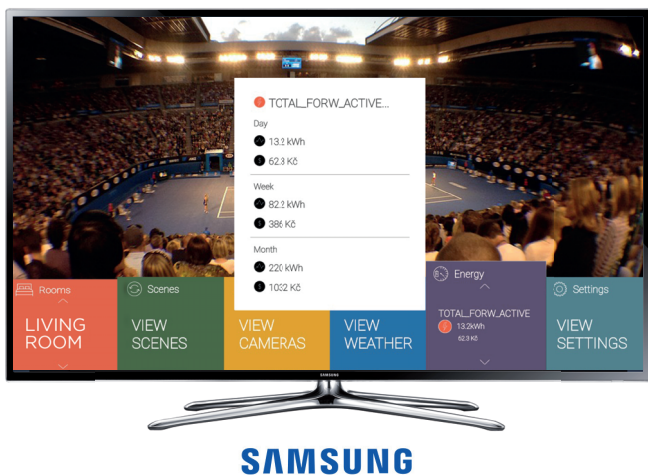 TOTAL_FORW_ACTIVE...
Day
13.2 kWh
62.3 Kč
Week
82.2 kWh
386 Kč
Month
220 kWh
1032 Kč
Rooms
LIVING
ROOM
Scenes
VIEW
SCENES
VIEW
CAMERAS
VIEW
WEATHER
Energy
TOTAL_FORW_ACTIVE
13.2kWh
62.3 Kč
Settings
VIEW
SETTINGS
SAMSUNG
SAMSUNG